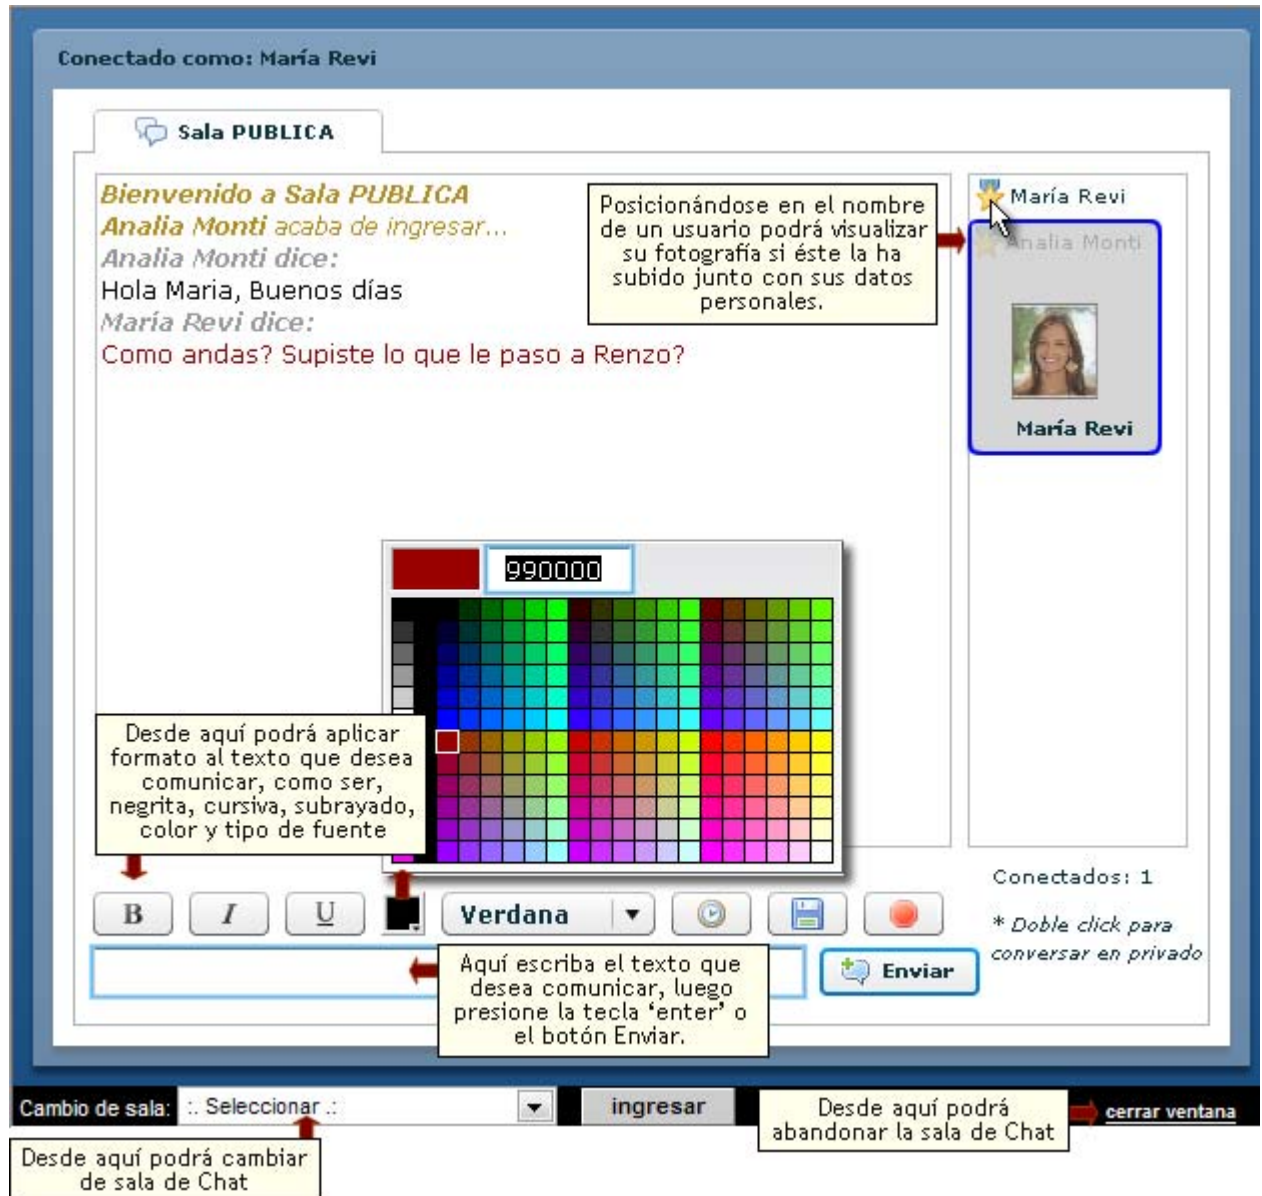 Conectado como: María Revi
Sala PUBLICA
Bienvenido a Sala PUBLICA
Analia Monti acaba de ingresar...
Analia Monti dice:
Hola Maria, Buenos días
María Revi dice:
Como andas? Supiste lo que le paso a Renzo?
Posicionándose en el nombre
de un usuario podrá visualizar
su fotografía si éste la ha
subido junto con sus datos
personales.
María Revi
Analia Monti
María Revi
990000
Desde aquí podrá aplicar
formato al texto que desea
comunicar, como ser,
negrita, cursiva, subrayado,
color y tipo de fuente
B I U Verdana
Conectados: 1
* Doble click para
conversar en privado
Aquí escriba el texto que
desea comunicar, luego
presione la tecla ‘enter’ o
el botón Enviar.
Enviar
Cambio de sala: :. Seleccionar .: ingresar
Desde aquí podrá
abandonar la sala de Chat
cerrar ventana
Desde aquí podrá cambiar
de sala de Chat